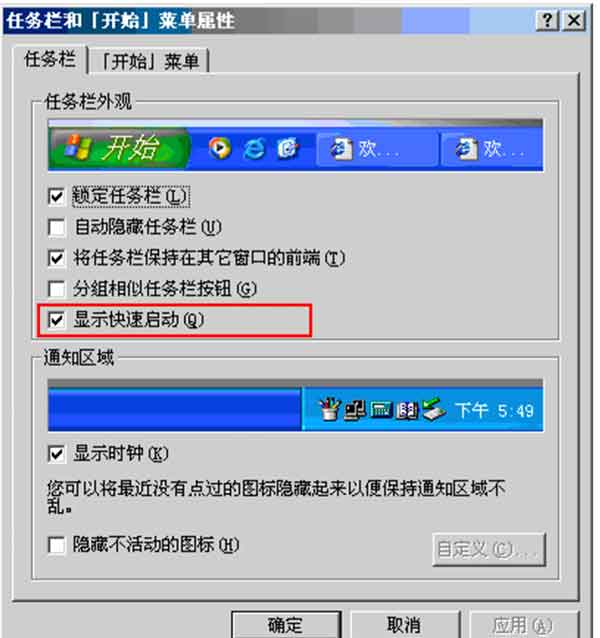 任务栏和「开始」菜单属性
任务栏
「开始」菜单
任务栏外观
开始
欢...
欢...
锁定任务栏(L)
自动隐藏任务栏(U)
将任务栏保持在其它窗口的前端(T)
分组相似任务栏按钮(G)
显示快速启动(Q)
通知区域
下午 5:49
显示时钟(K)
您可以将最近没有点过的图标隐藏起来以便保持通知区域不
乱。
隐藏不活动的图标(H)
自定义(C)...
确定
取消
应用(A)